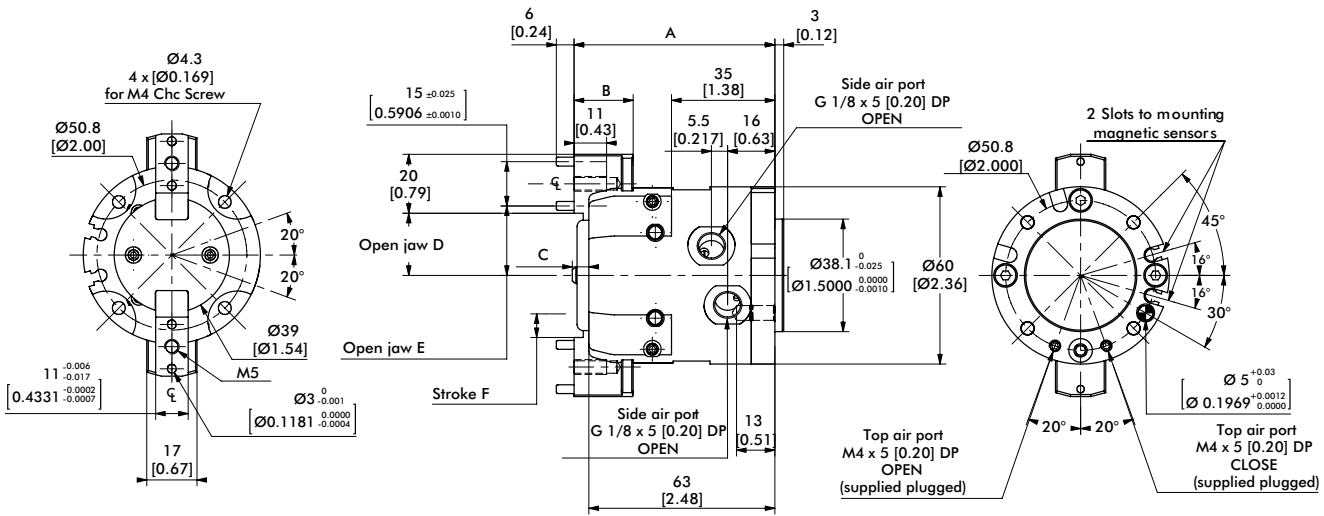 Ø4.3
4 x [Ø0.169]
for M4 Chc Screw
Ø50.8
[Ø2.00]
20°
20°
Ø39
[Ø1.54]
M5
11 -0.006 -0.017
[0.4331 -0.0002 -0.0007]
℄
Ø3 0 -0.001
[Ø0.1181 0.0000 -0.0004]
17
[0.67]
6
[0.24]
A
3
[0.12]
15 ±0.025
[0.5906 ±0.0010]
B
35
[1.38]
11
[0.43]
5.5
[0.217]
16
[0.63]
Side air port
G 1/8 x 5 [0.20] DP
OPEN
20
[0.79]
℄
Open jaw D
C
Ø38.1 0 -0.025
[Ø1.5000 0.0000 -0.0010]
Ø60
[Ø2.36]
Open jaw E
Stroke F
Side air port
G 1/8 x 5 [0.20] DP
OPEN
13
[0.51]
63
[2.48]
2 Slots to mounting
magnetic sensors
Ø50.8
[Ø2.000]
45°
16°
16°
30°
Ø 5 +0.03 0
[Ø 0.1969 +0.0012 0.0000]
20°
20°
Top air port
M4 x 5 [0.20] DP
OPEN
(supplied plugged)
Top air port
M4 x 5 [0.20] DP
CLOSE
(supplied plugged)